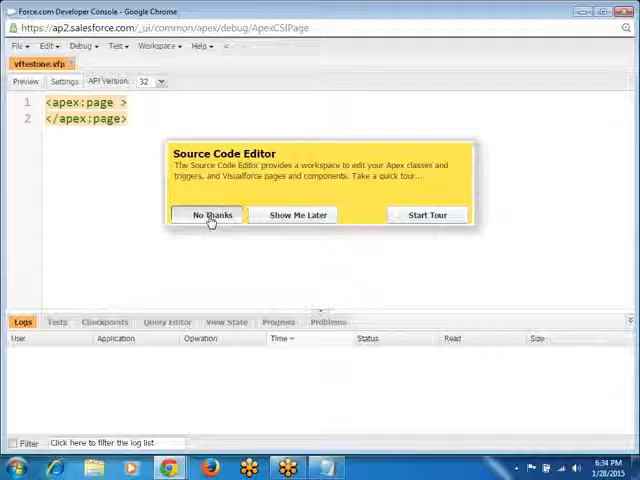 Force.com Developer Console - Google Chrome
https://ap2.salesforce.com/_ui/common/apex/debug/ApexCSIPage
File Edit Debug Test Workspace Help
vftestone.vfp
Preview Settings API Version: 32
1 <apex:page >
2 </apex:page>
Source Code Editor
The Source Code Editor provides a workspace to edit your Apex classes and
triggers, and Visualforce pages and components. Take a quick tour...
No Thanks Show Me Later Start Tour
Logs Tests Checkpoints Query Editor View State Progress Problems
User Application Operation Time Status Read Size
Filter Click here to filter the log list
6:34 PM
1/28/2015